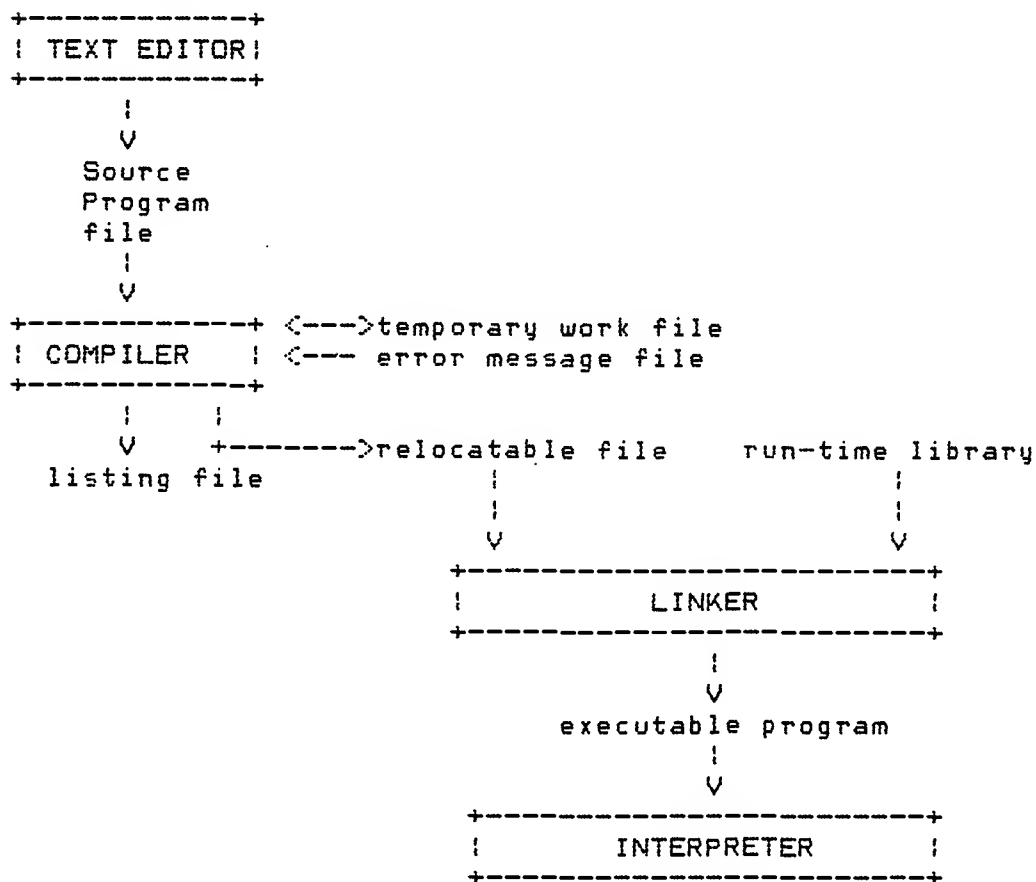 TEXT EDITOR
Source
Program
file
temporary work file
COMPILER
error message file
relocatable file run-time library
listing file
LINKER
executable program
INTERPRETER